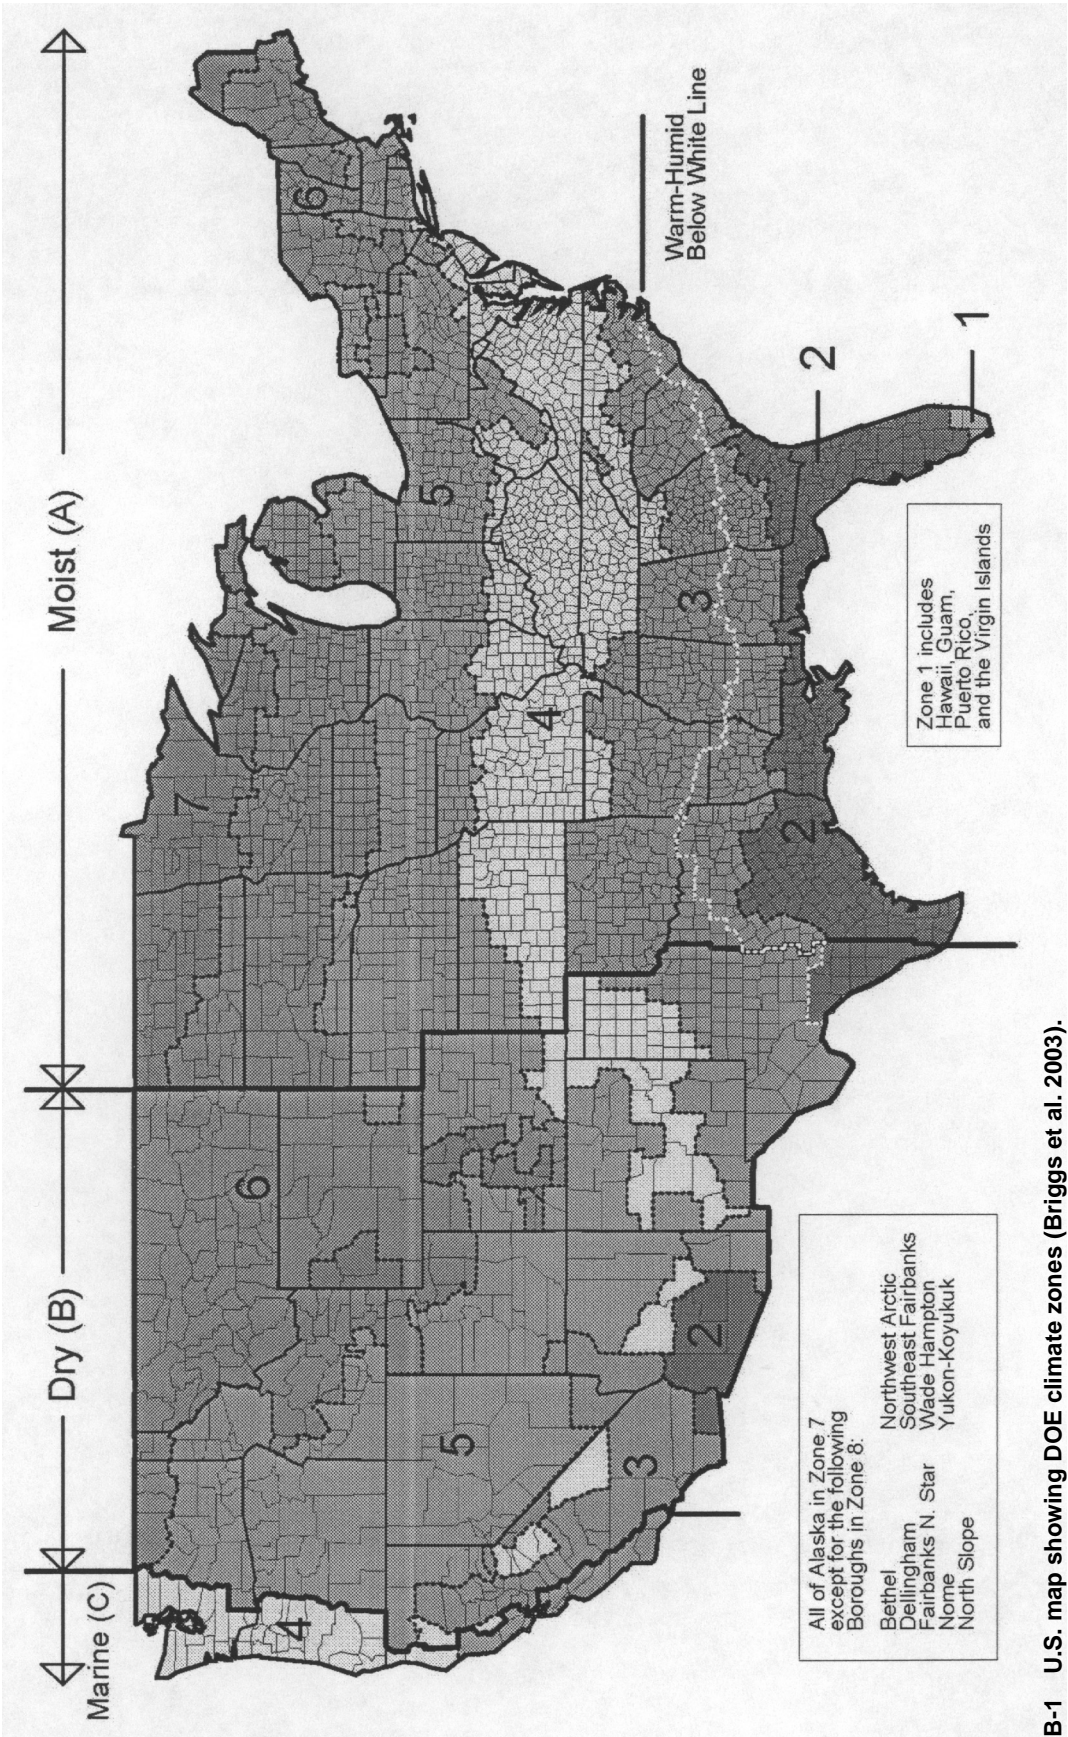 Marine (C)
Dry (B)
Moist (A)
7
6
6
6
5
5
4
4
3
3
2
2
2
1
Warm-Humid
Below White Line
All of Alaska in Zone 7
except for the following
Boroughs in Zone 8:
Bethel
Dellingham
Fairbanks N. Star
Nome
North Slope
Northwest Arctic
Southeast Fairbanks
Wade Hampton
Yukon-Koyukuk
Zone 1 includes
Hawaii, Guam,
Puerto Rico,
and the Virgin Islands
B-1 U.S. map showing DOE climate zones (Briggs et al. 2003).